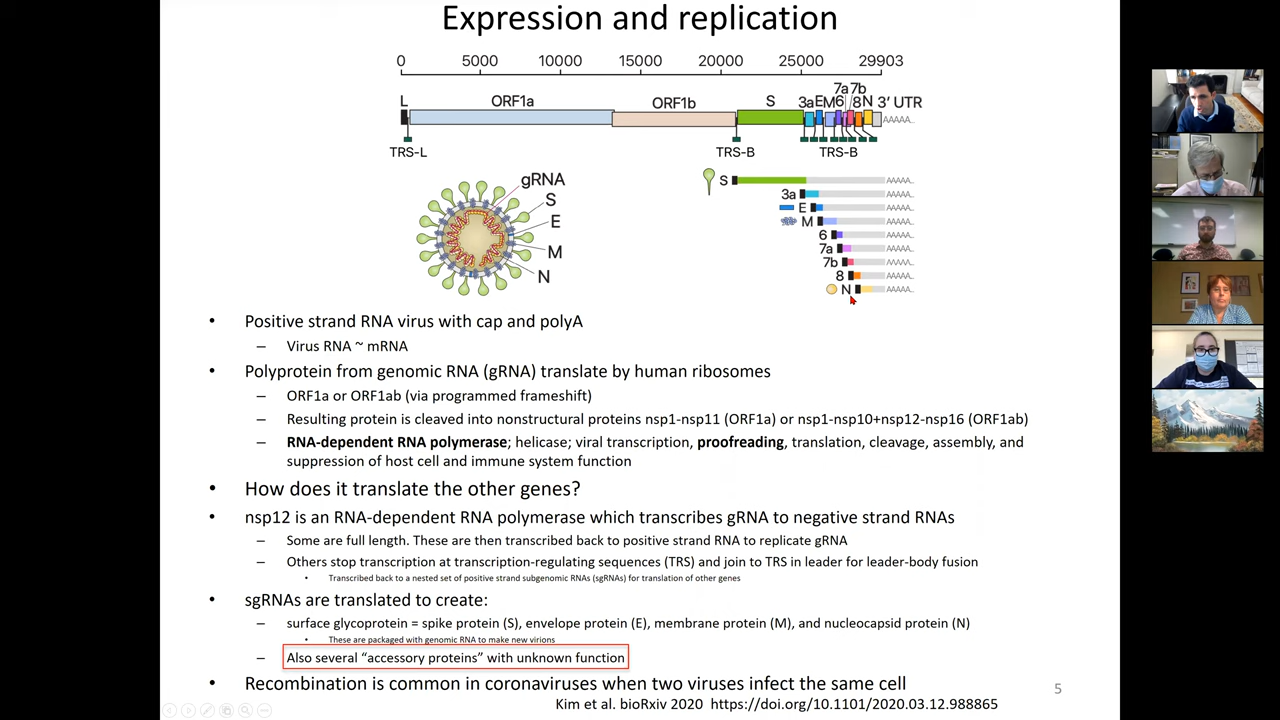 Expression and replication
0 5000 10000 15000 20000 25000 29903
7a 7b
L ORF1a ORF1b S 3a E M 6 8 N 3′ UTR
AAAAA..
TRS-L TRS-B TRS-B
gRNA
S
E
M
N
S AAAAA..
3a AAAAA..
E AAAAA..
M AAAAA..
6 AAAAA..
7a AAAAA..
7b AAAAA..
8 AAAAA..
N AAAAA..
• Positive strand RNA virus with cap and polyA
– Virus RNA ~ mRNA
• Polyprotein from genomic RNA (gRNA) translate by human ribosomes
– ORF1a or ORF1ab (via programmed frameshift)
– Resulting protein is cleaved into nonstructural proteins nsp1-nsp11 (ORF1a) or nsp1-nsp10+nsp12-nsp16 (ORF1ab)
– RNA-dependent RNA polymerase; helicase; viral transcription, proofreading, translation, cleavage, assembly, and
suppression of host cell and immune system function
• How does it translate the other genes?
• nsp12 is an RNA-dependent RNA polymerase which transcribes gRNA to negative strand RNAs
– Some are full length. These are then transcribed back to positive strand RNA to replicate gRNA
– Others stop transcription at transcription-regulating sequences (TRS) and join to TRS in leader for leader-body fusion
• Transcribed back to a nested set of positive strand subgenomic RNAs (sgRNAs) for translation of other genes
• sgRNAs are translated to create:
– surface glycoprotein = spike protein (S), envelope protein (E), membrane protein (M), and nucleocapsid protein (N)
• These are packaged with genomic RNA to make new virions
– Also several “accessory proteins” with unknown function
• Recombination is common in coronaviruses when two viruses infect the same cell
5
Kim et al. bioRxiv 2020 https://doi.org/10.1101/2020.03.12.988865